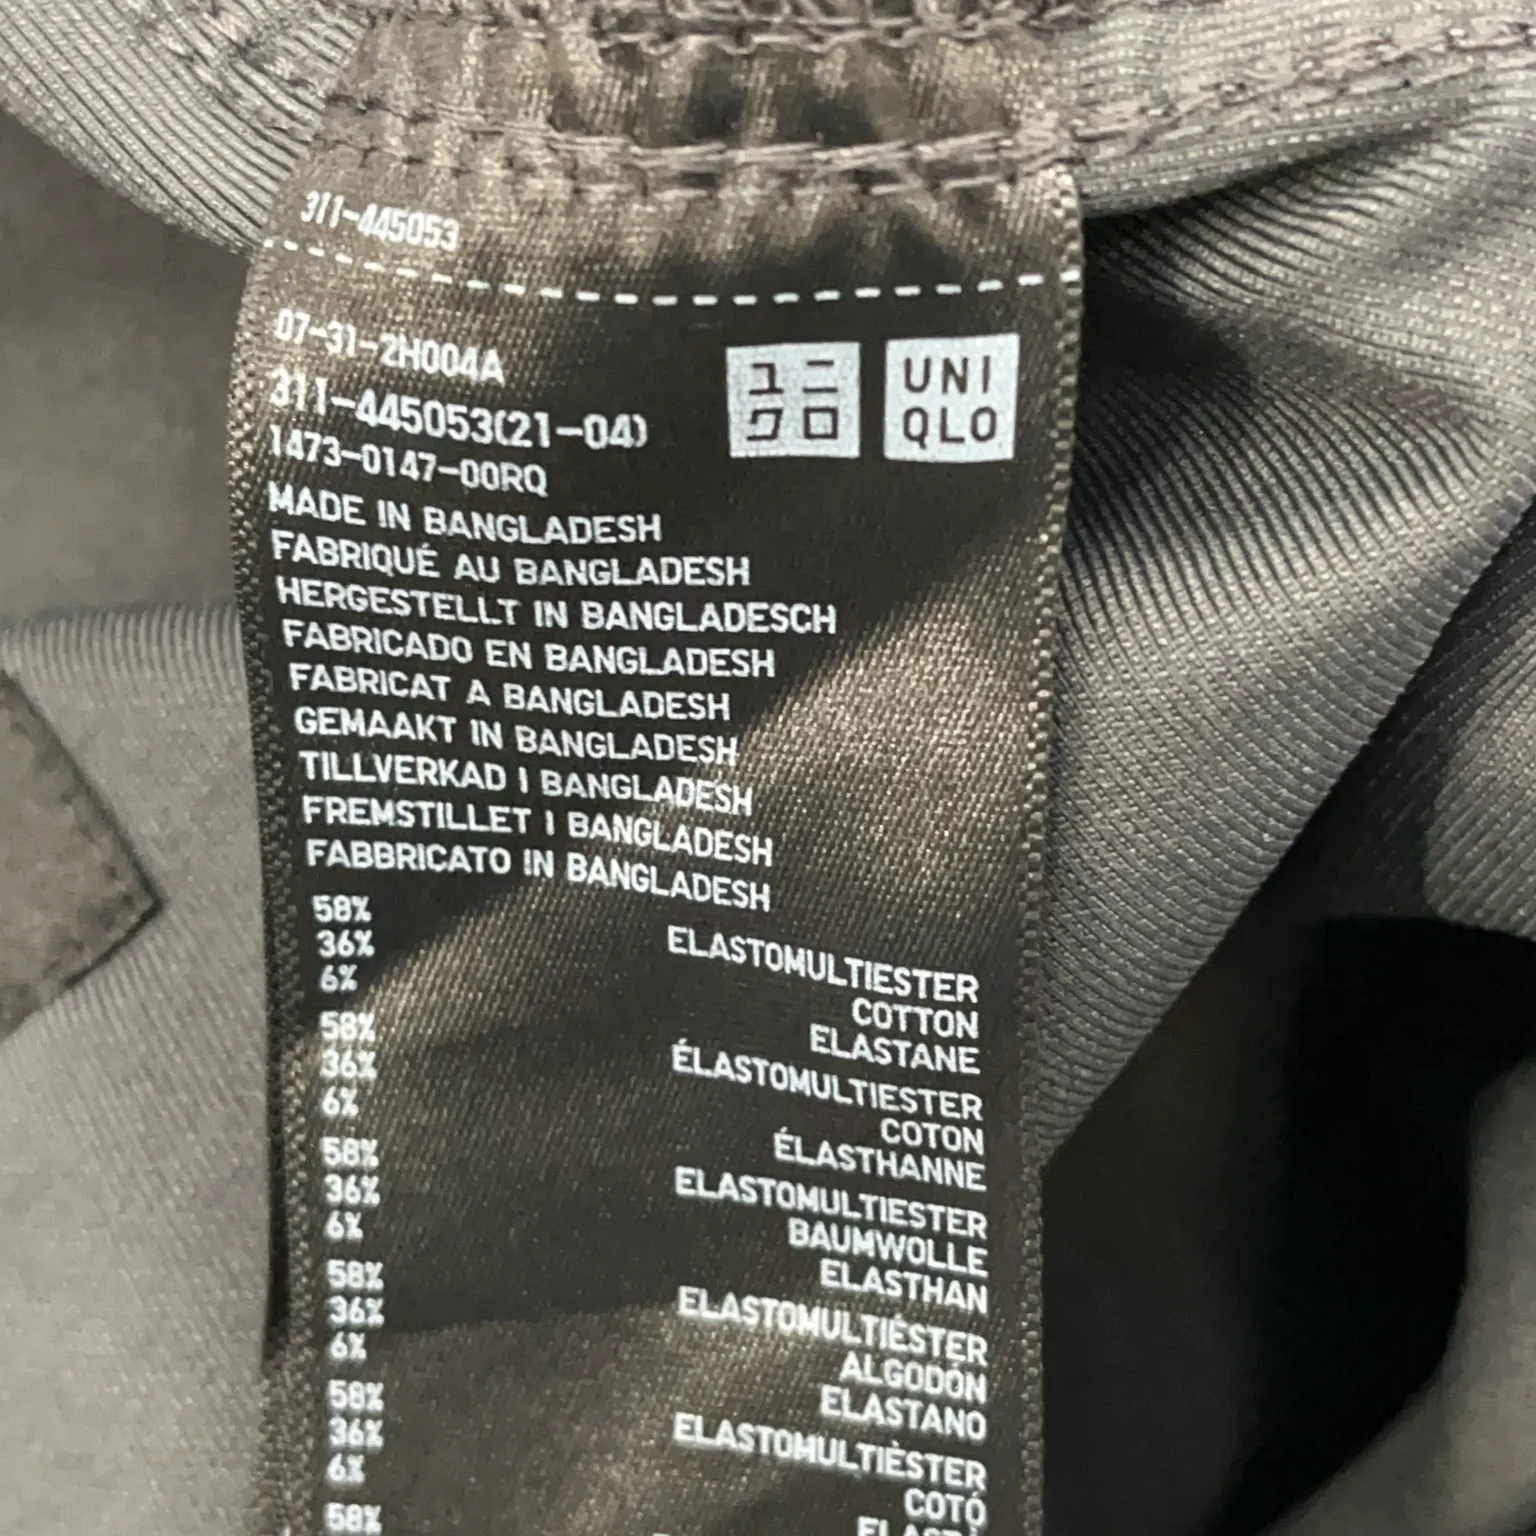 311-445053
07-31-2H004A
311-445053(21-04)
1473-0147-00RQ
ユニ
クロ
UNI
QLO
MADE IN BANGLADESH
FABRIQUÉ AU BANGLADESH
HERGESTELLT IN BANGLADESCH
FABRICADO EN BANGLADESH
FABRICAT A BANGLADESH
GEMAAKT IN BANGLADESH
TILLVERKAD I BANGLADESH
FREMSTILLET I BANGLADESH
FABBRICATO IN BANGLADESH
58% ELASTOMULTIESTER
36% COTTON
6% ELASTANE
58% ÉLASTOMULTIESTER
36% COTON
6% ÉLASTHANNE
58% ELASTOMULTIESTER
36% BAUMWOLLE
6% ELASTHAN
58% ELASTOMULTIÉSTER
36% ALGODÓN
6% ELASTANO
58% ELASTOMULTIÈSTER
36% COTÓ
6%
58%